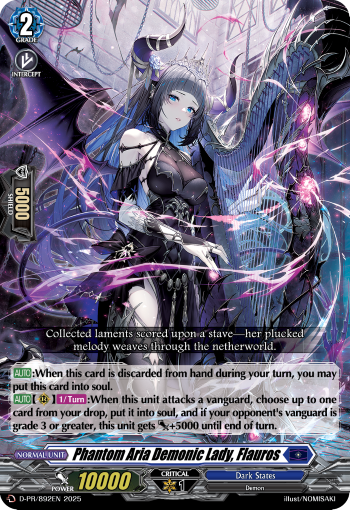 2
GRADE
INTERCEPT
5000
SHIELD
Collected laments scored upon a stave—her plucked
melody weaves through the netherworld.
AUTO:When this card is discarded from hand during your turn, you may
put this card into soul.
AUTO 1/Turn:When this unit attacks a vanguard, choose up to one
card from your drop, put it into soul, and if your opponent's vanguard is
grade 3 or greater, this unit gets +5000 until end of turn.
NORMAL UNIT Phantom Aria Demonic Lady, Flauros
POWER 10000 CRITICAL 1 Dark States
Demon
D-PR/892EN 2025 illust/NOMISAKI